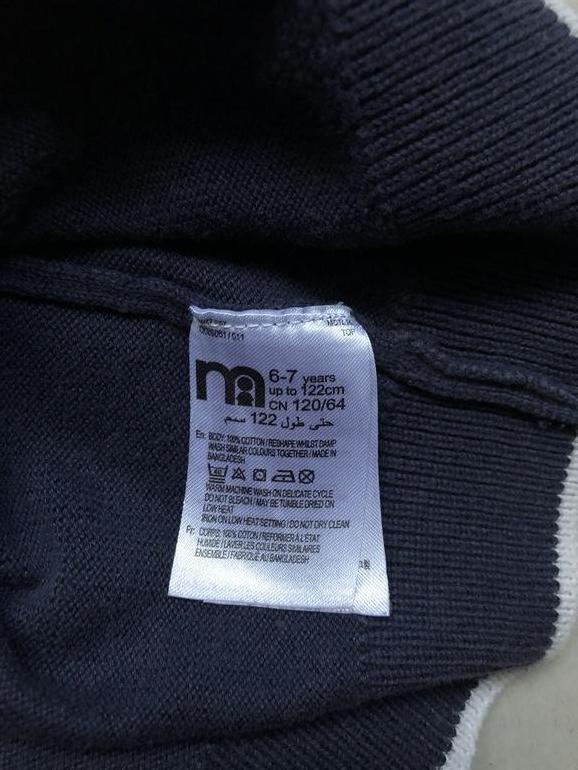 TOP
m
6-7 years
up to 122cm
CN 120/64
حتى طول 122 سم
En: BODY: 100% COTTON / RESHAPE WHILST DAMP
WASH SIMILAR COLOURS TOGETHER / MADE IN
BANGLADESH
40
WARM MACHINE WASH ON DELICATE CYCLE
DO NOT BLEACH / MAY BE TUMBLE DRIED ON
LOW HEAT
IRON ON LOW HEAT SETTING / DO NOT DRY CLEAN
Fr: CORPS: 100% COTON / REFORMER À L'ÉTAT
HUMIDE / LAVER LES COULEURS SIMILAIRES
ENSEMBLE / FABRIQUÉ AU BANGLADESH